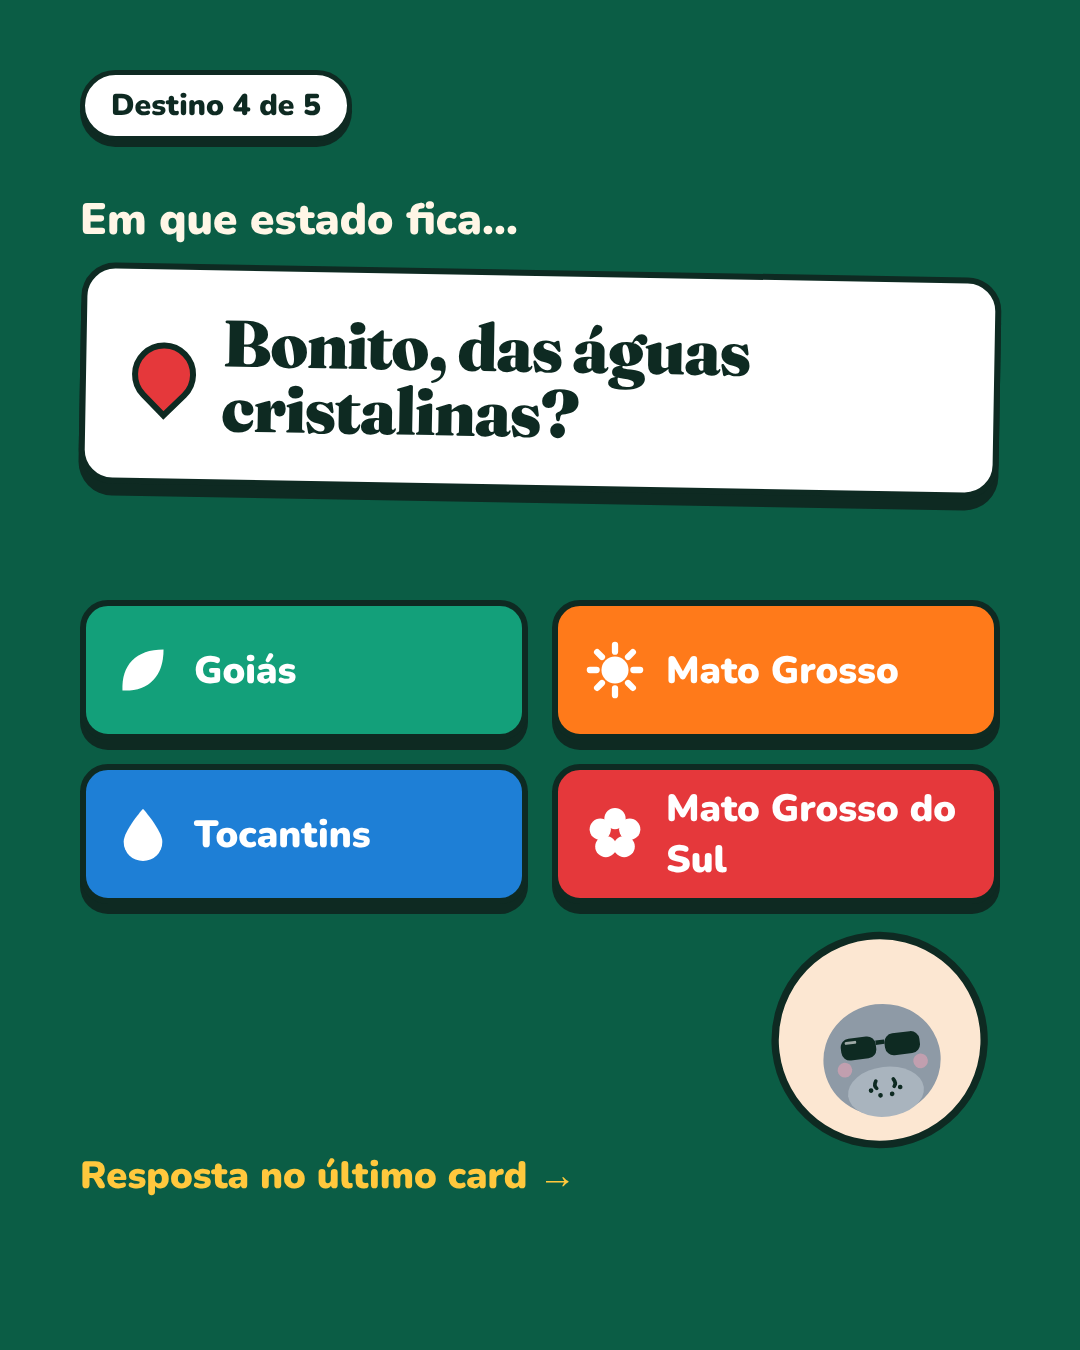 Destino 4 de 5
Em que estado fica...
Bonito, das águas
cristalinas?
Goiás
Mato Grosso
Tocantins
Mato Grosso do
Sul
Resposta no último card →